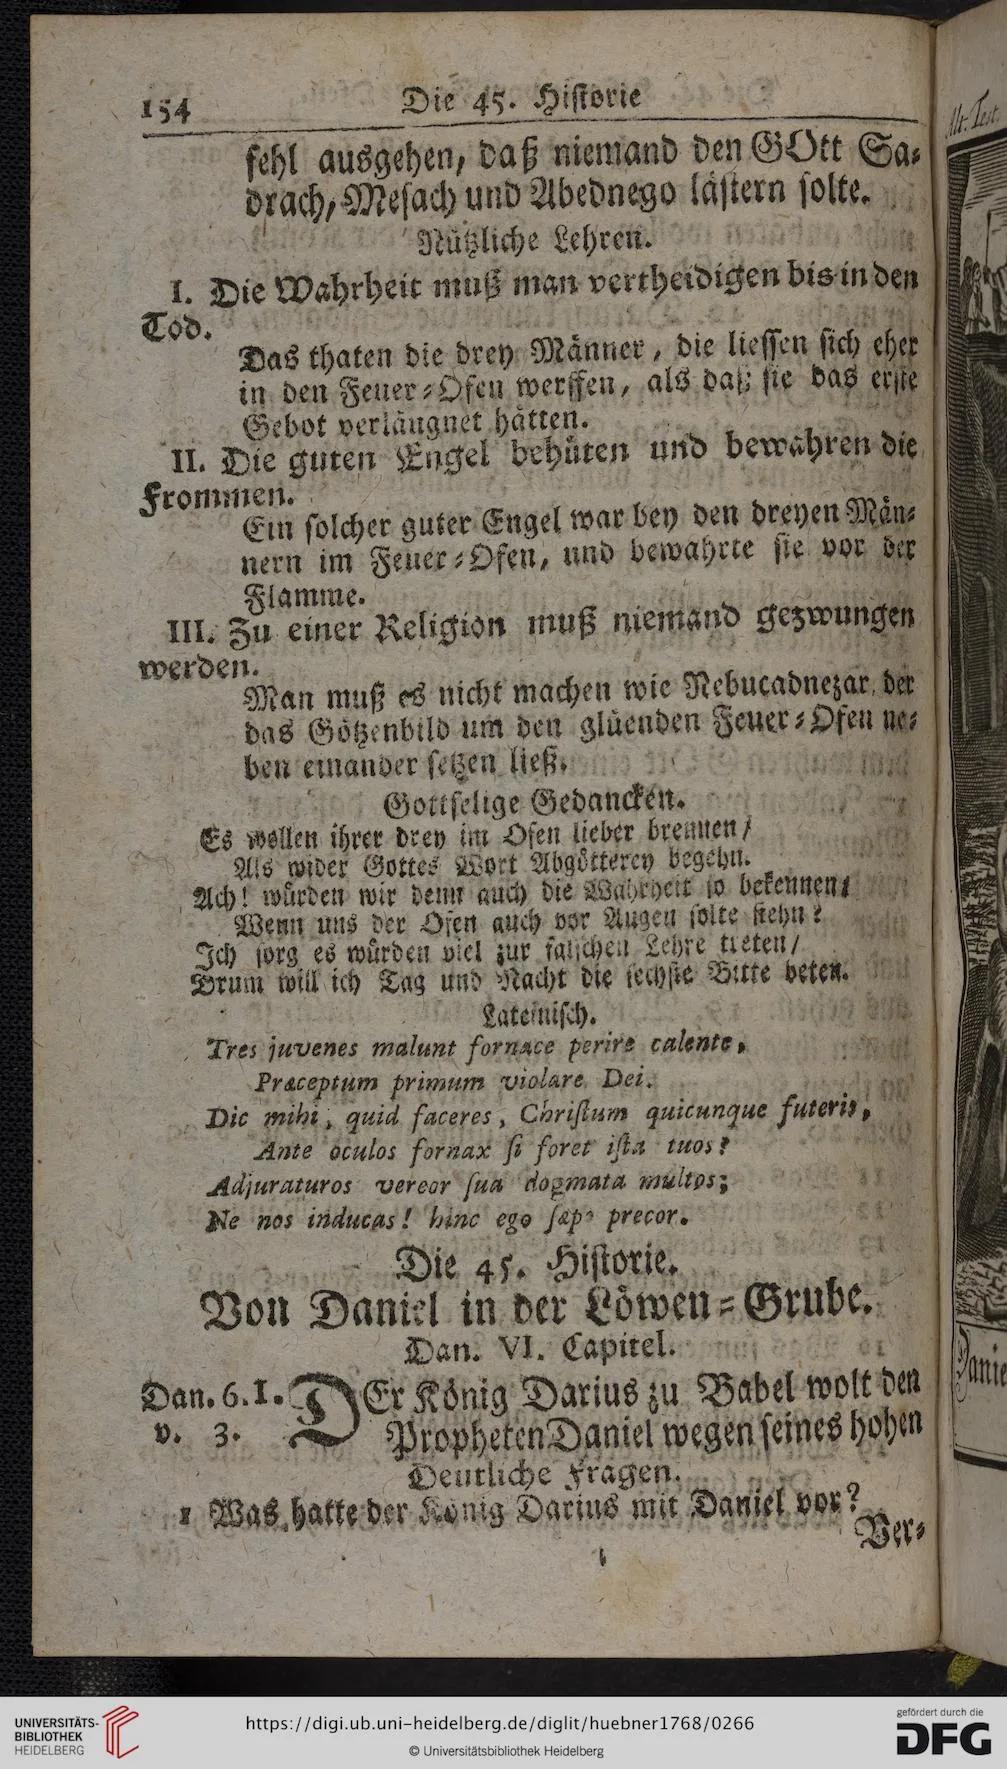 154 Die 45. Historie
fehl ausgehen, daß niemand den GOtt Sa-
drach, Mesach und Abednego lästern solte.
Nützliche Lehren.
I. Die Wahrheit muß man vertheidigen bis in den
Tod.
Das thaten die drey Männer, die liessen sich eher
in den Feuer-Ofen werffen, als daß sie das erste
Gebot verläugnet hätten.
II. Die guten Engel behüten und bewahren die
Frommen.
Ein solcher guter Engel war bey den dreyen Män-
nern im Feuer-Ofen, und bewahrte sie vor der
Flamme.
III. Zu einer Religion muß niemand gezwungen
werden.
Man muß es nicht machen wie Nebucadnezar, der
das Götzenbild um den glüenden Feuer-Ofen ne-
ben einander setzen ließ.
Gottselige Gedancken.
Es wollen ihrer drey im Ofen lieber brennen/
Als wider Gottes Wort Abgötterey begehn.
Ach! würden wir denn auch die Wahrheit so bekennen/
Wenn uns der Ofen auch vor Augen solte stehn?
Ich sorg es würden viel zur falschen Lehre treten/
Drum will ich Tag und Nacht die sechste Bitte beten.
Lateinisch.
Tres juvenes malunt fornace perire calente,
Præceptum primum violare Dei.
Dic mihi, quid faceres, Christum quicunque futeris,
Ante oculos fornax si foret ista tuos?
Adjuraturos vereor sua dogmata multos;
Ne nos inducas! hinc ego sæpe precor.
Die 45. Historie.
Von Daniel in der Löwen-Grube.
Dan. VI. Capitel.
Dan. 6. 1. DEr König Darius zu Babel wolt den
v. 3. Propheten Daniel wegen seines hohen
Deutliche Fragen.
1 Was hatte der König Darius mit Daniel vor?
Ver-
Alt. Test.
UNIVERSITÄTS-
BIBLIOTHEK
HEIDELBERG
https://digi.ub.uni-heidelberg.de/diglit/huebner1768/0266
© Universitätsbibliothek Heidelberg
gefördert durch die
DFG